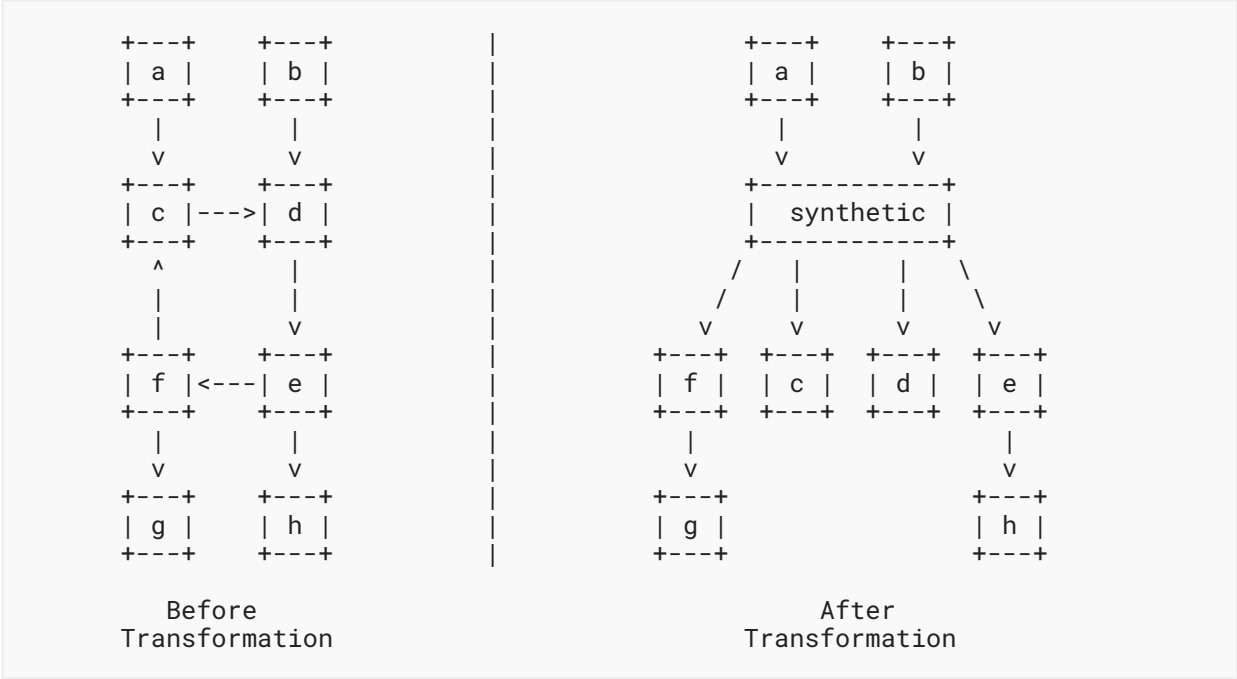 +---+    +---+                     |                +---+    +---+
| a |    | b |                     |                | a |    | b |
+---+    +---+                     |                +---+    +---+
  |        |                       |                  |        |
  v        v                       |                  v        v
+---+    +---+                     |                +------------+
| c |--->| d |                     |                |  synthetic |
+---+    +---+                     |                +------------+
  ^        |                       |               /   |      |   \
  |        |                       |              /    |      |    \
  |        v                       |             v     v      v     v
+---+    +---+                     |          +---+  +---+  +---+  +---+
| f |<---| e |                     |          | f |  | c |  | d |  | e |
+---+    +---+                     |          +---+  +---+  +---+  +---+
  |        |                       |            |                    |
  v        v                       |            v                    v
+---+    +---+                     |          +---+                +---+
| g |    | h |                     |          | g |                | h |
+---+    +---+                     |          +---+                +---+
   Before                                            After
Transformation                                  Transformation